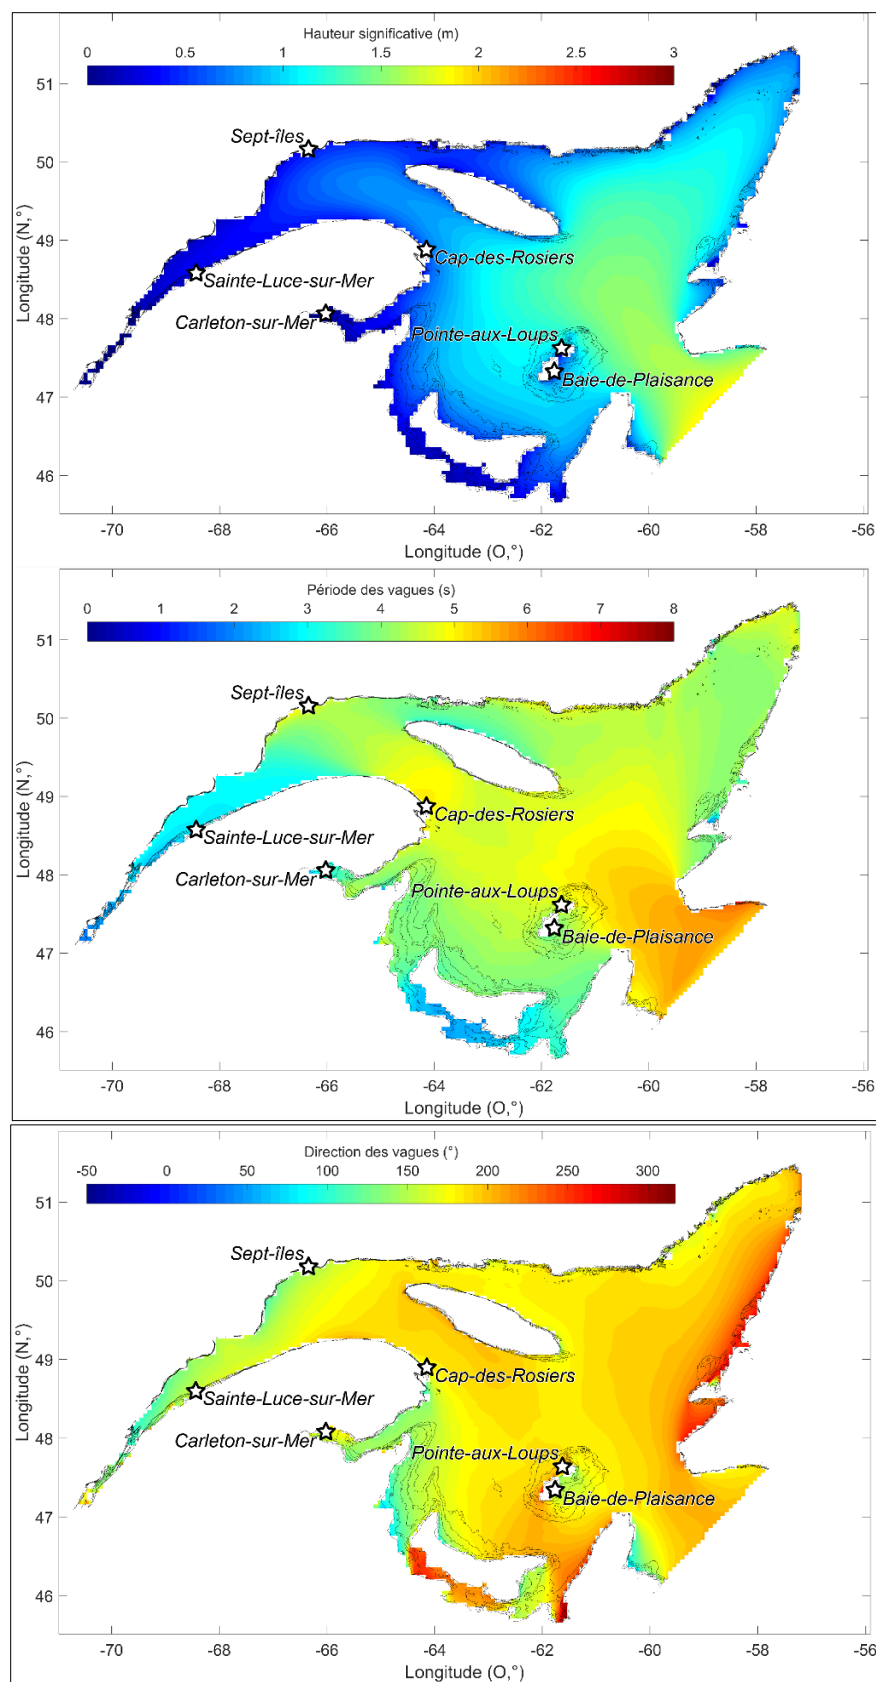 Hauteur significative (m)
0 0.5 1 1.5 2 2.5 3
51
Sept-îles
50
Longitude (N,°)
49
Cap-des-Rosiers
Sainte-Luce-sur-Mer
48
Carleton-sur-Mer
Pointe-aux-Loups
Baie-de-Plaisance
47
46
-70 -68 -66 -64 -62 -60 -58 -56
Longitude (O,°)
Période des vagues (s)
0 1 2 3 4 5 6 7 8
51
Sept-îles
50
Longitude (N,°)
49
Cap-des-Rosiers
Sainte-Luce-sur-Mer
48
Carleton-sur-Mer
Pointe-aux-Loups
Baie-de-Plaisance
47
46
-70 -68 -66 -64 -62 -60 -58 -56
Longitude (O,°)
Direction des vagues (°)
-50 0 50 100 150 200 250 300
51
Sept-îles
50
Longitude (N,°)
49
Cap-des-Rosiers
Sainte-Luce-sur-Mer
48
Carleton-sur-Mer
Pointe-aux-Loups
Baie-de-Plaisance
47
46
-70 -68 -66 -64 -62 -60 -58 -56
Longitude (O,°)